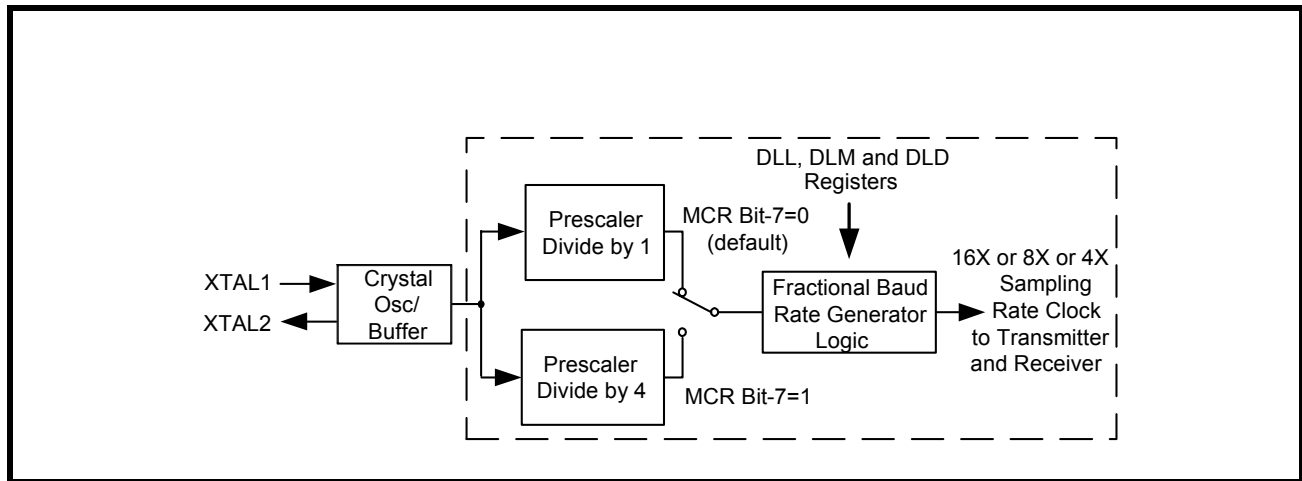 DLL, DLM and DLD
Registers
Prescaler
Divide by 1
MCR Bit-7=0
(default)
XTAL1
XTAL2
Crystal
Osc/
Buffer
Fractional Baud
Rate Generator
Logic
16X or 8X or 4X
Sampling
Rate Clock
to Transmitter
and Receiver
Prescaler
Divide by 4
MCR Bit-7=1